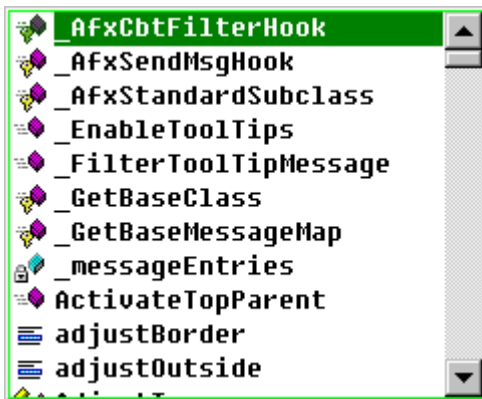 _AfxCbtFilterHook
_AfxSendMsgHook
_AfxStandardSubclass
_EnableToolTips
_FilterToolTipMessage
_GetBaseClass
_GetBaseMessageMap
_messageEntries
ActivateTopParent
adjustBorder
adjustOutside